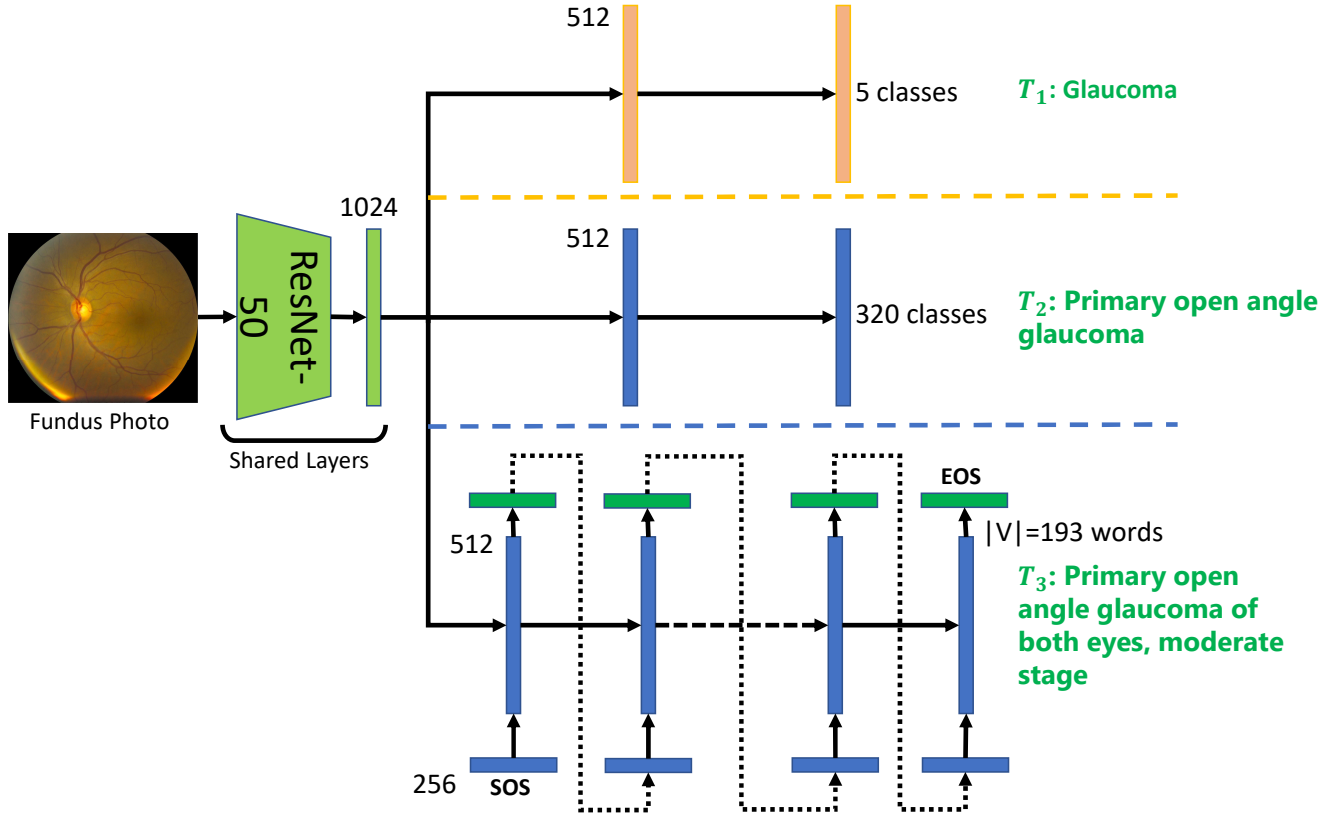 512
5 classes
T₁: Glaucoma
1024
ResNet-
50
Fundus Photo
Shared Layers
512
320 classes
T₂: Primary open angle
glaucoma
EOS
|V|=193 words
512
T₃: Primary open
angle glaucoma of
both eyes, moderate
stage
256
SOS